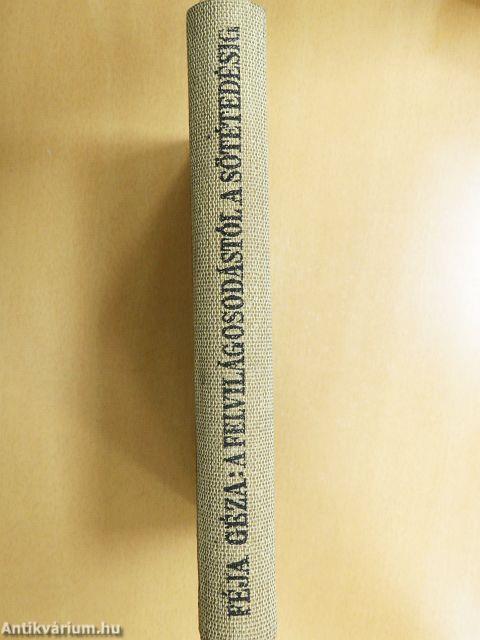 FÉJA GÉZA: A FELVILÁGOSODÁSTÓL A SÖTÉTEDÉSIG
Antikvárium.hu